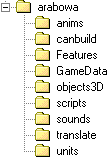 arabowa
anims
canbuild
Features
GameData
objects3D
scripts
sounds
translate
units